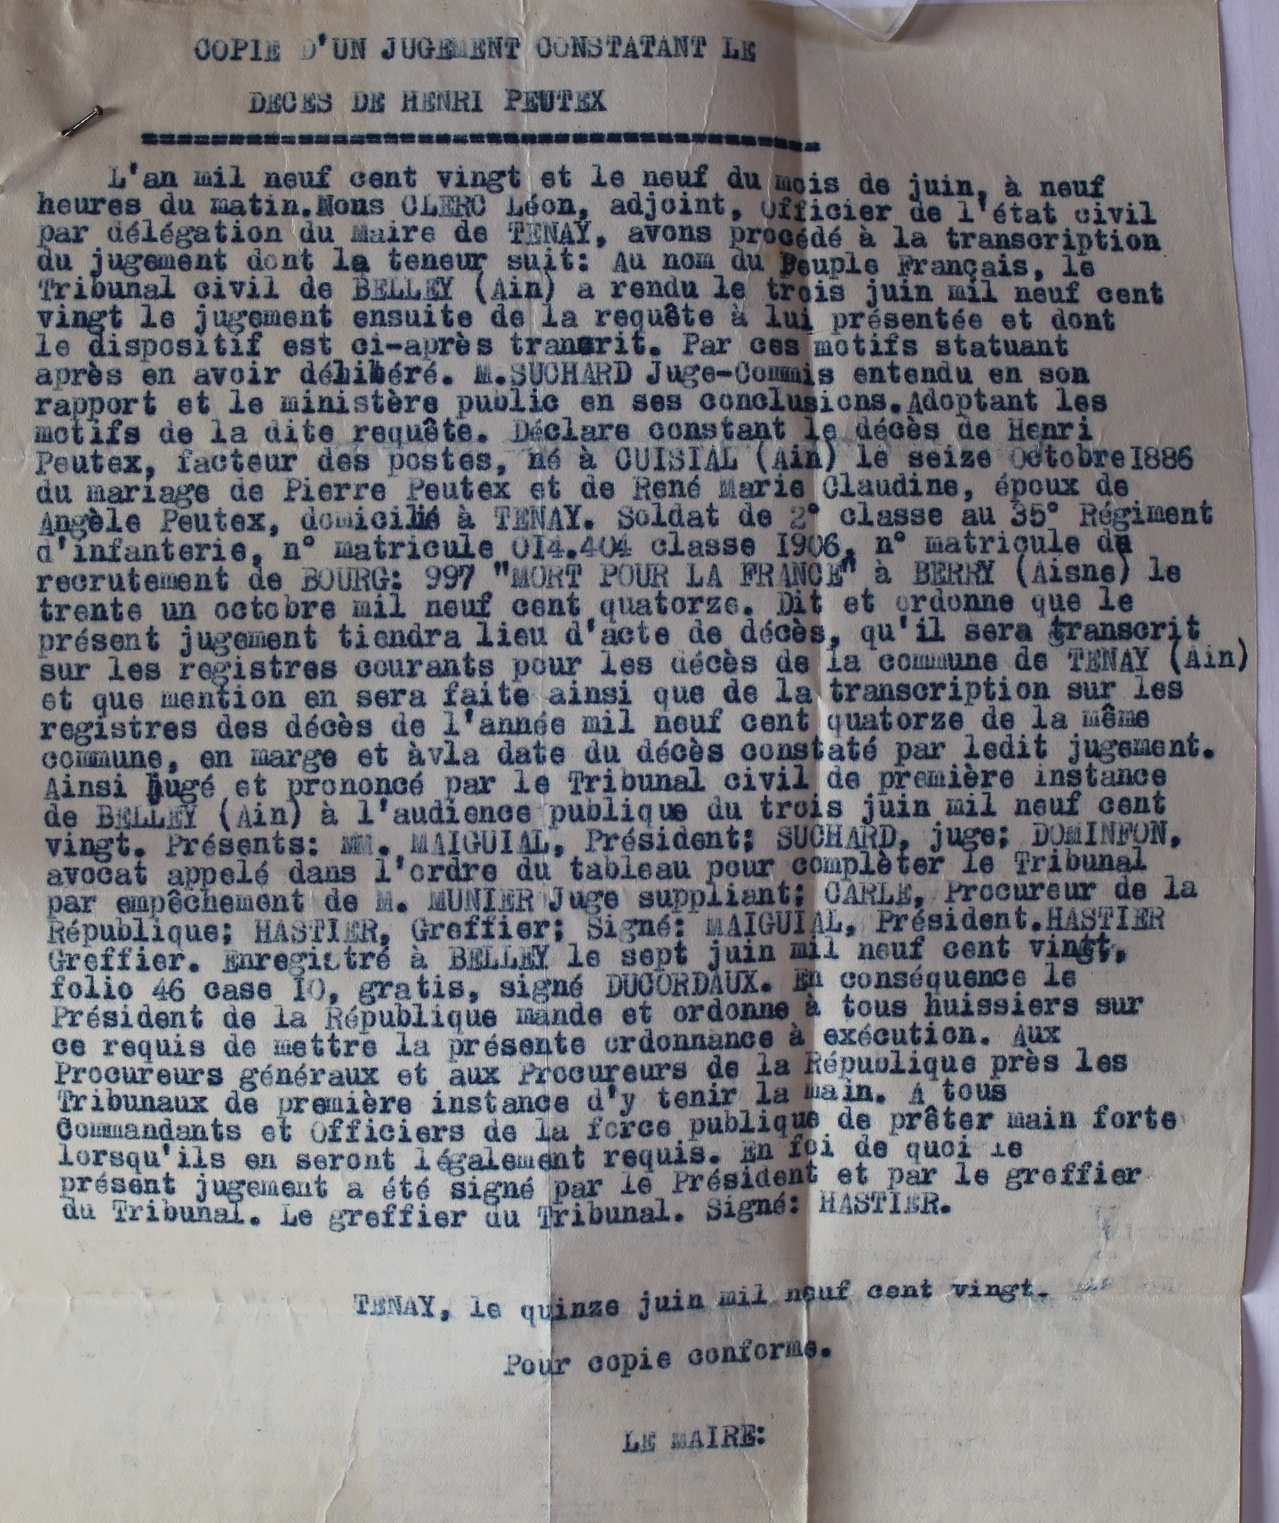 COPIE D'UN JUGEMENT CONSTATANT LE
DECES DE HENRI PEUTEX
L'an mil neuf cent vingt et le neuf du mois de juin, à neuf
heures du matin.Nous CLERC Léon, adjoint, Officier de l'état civil
par délégation du Maire de TENAY, avons procédé à la transcription
du jugement dont la teneur suit: Au nom du Peuple Français, le
Tribunal civil de BELLEY (Ain) a rendu le trois juin mil neuf cent
vingt le jugement ensuite de la requête à lui présentée et dont
le dispositif est ci-après transcrit. Par ces motifs statuant
après en avoir délibéré. M.SUCHARD Juge-Commis entendu en son
rapport et le ministère public en ses conclusions.Adoptant les
motifs de la dite requête. Déclare constant le décès de Henri
Peutex, facteur des postes, né à CUISIAL (Ain) le seize Octobre1886
du mariage de Pierre Peutex et de René Marie Claudine, époux de
Angèle Peutex, domicilié à TENAY. Soldat de 2° classe au 35° Régiment
d'infanterie, n° matricule 014.404 classe 1906, n° matricule du
recrutement de BOURG: 997 "MORT POUR LA FRANCE" à BERRY (Aisne) le
trente un octobre mil neuf cent quatorze. Dit et ordonne que le
présent jugement tiendra lieu d'acte de décès, qu'il sera transcrit
sur les registres courants pour les décès de la commune de TENAY (Ain)
et que mention en sera faite ainsi que de la transcription sur les
registres des décès de l'année mil neuf cent quatorze de la même
commune, en marge et àvla date du décès constaté par ledit jugement.
Ainsi jugé et prononcé par le Tribunal civil de première instance
de BELLEY (Ain) à l'audience publique du trois juin mil neuf cent
vingt. Présents: MM. MAIGUIAL, Président; SUCHARD, juge; DOMINFON,
avocat appelé dans l'ordre du tableau pour complèter le Tribunal
par empêchement de M. MUNIER Juge suppliant; CARLE, Procureur de la
République; HASTIER, Greffier; Signé: MAIGUIAL, Président.HASTIER
Greffier. Enregistré à BELLEY le sept juin mil neuf cent vingt,
folio 46 case 10, gratis, signé DUCORDAUX. En conséquence le
Président de la République mande et ordonne à tous huissiers sur
ce requis de mettre la présente ordonnance à exécution. Aux
Procureurs généraux et aux Procureurs de la République près les
Tribunaux de première instance d'y tenir la main. A tous
Commandants et Officiers de la force publique de prêter main forte
lorsqu'ils en seront légalement requis. En foi de quoi le
présent jugement a été signé par le Président et par le greffier
du Tribunal. Le greffier du Tribunal. Signé: HASTIER.
TENAY, le quinze juin mil neuf cent vingt.
Pour copie conforme.
LE MAIRE: